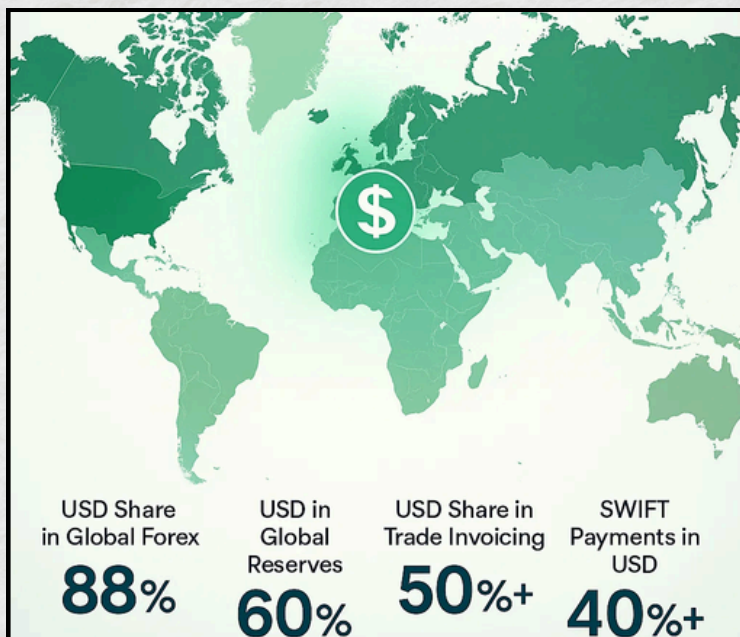 $
USD Share
in Global Forex
88%
USD in
Global
Reserves
60%
USD Share in
Trade Invoicing
50%+
SWIFT
Payments in
USD
40%+